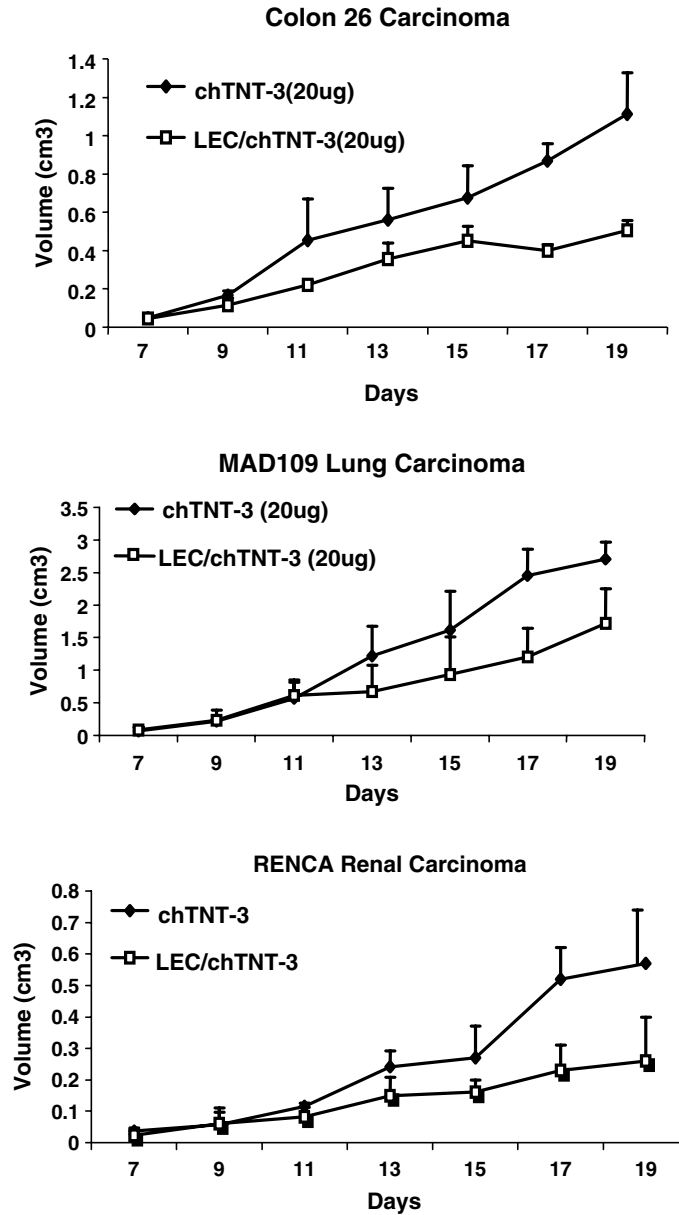 Colon 26 Carcinoma
1.4
1.2
1
0.8
0.6
0.4
0.2
0
Volume (cm3)
chTNT-3(20ug)
LEC/chTNT-3(20ug)
7 9 11 13 15 17 19
Days
MAD109 Lung Carcinoma
3.5
3
2.5
2
1.5
1
0.5
0
Volume (cm3)
chTNT-3 (20ug)
LEC/chTNT-3 (20ug)
7 9 11 13 15 17 19
Days
RENCA Renal Carcinoma
0.8
0.7
0.6
0.5
0.4
0.3
0.2
0.1
0
Volume (cm3)
chTNT-3
LEC/chTNT-3
7 9 11 13 15 17 19
Days